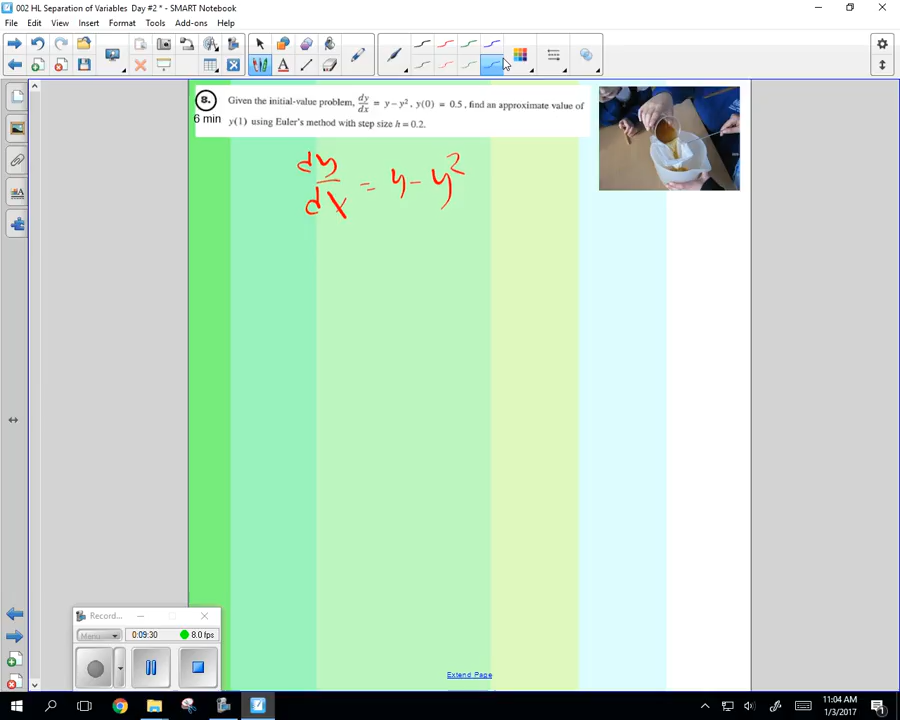 002 HL Separation of Variables Day #2 * - SMART Notebook
File Edit View Insert Format Tools Add-ons Help
8. Given the initial-value problem, dy/dx = y − y², y(0) = 0.5, find an approximate value of
6 min y(1) using Euler's method with step size h = 0.2.
dy/dx = y − y²
Record...
Menu 0:09:30 8.0 fps
Extend Page
11:04 AM
1/3/2017